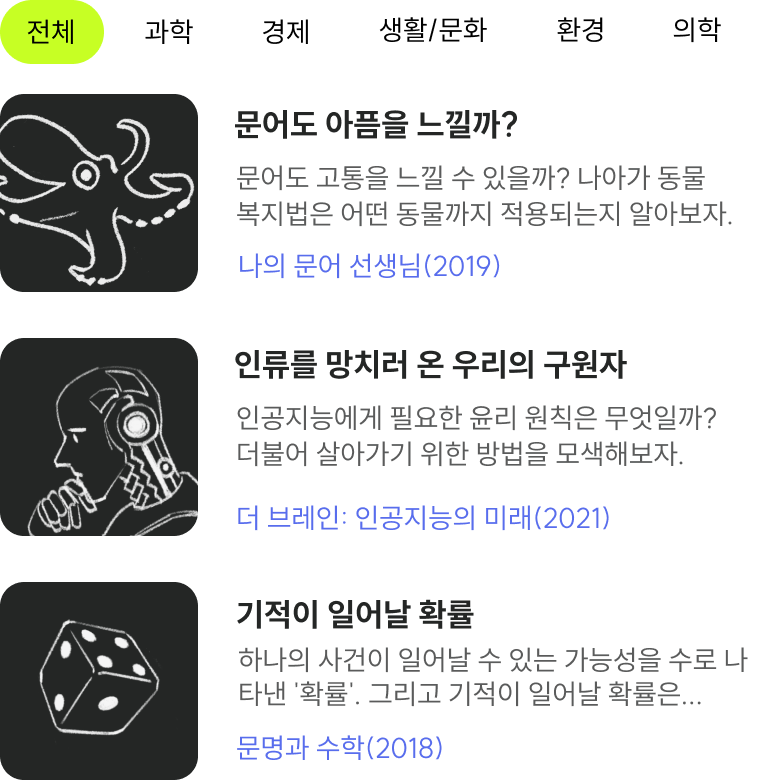 전체 과학 경제 생활/문화 환경 의학
문어도 아픔을 느낄까?
문어도 고통을 느낄 수 있을까? 나아가 동물
복지법은 어떤 동물까지 적용되는지 알아보자.
나의 문어 선생님(2019)
인류를 망치러 온 우리의 구원자
인공지능에게 필요한 윤리 원칙은 무엇일까?
더불어 살아가기 위한 방법을 모색해보자.
더 브레인: 인공지능의 미래(2021)
기적이 일어날 확률
하나의 사건이 일어날 수 있는 가능성을 수로 나
타낸 '확률'. 그리고 기적이 일어날 확률은...
문명과 수학(2018)